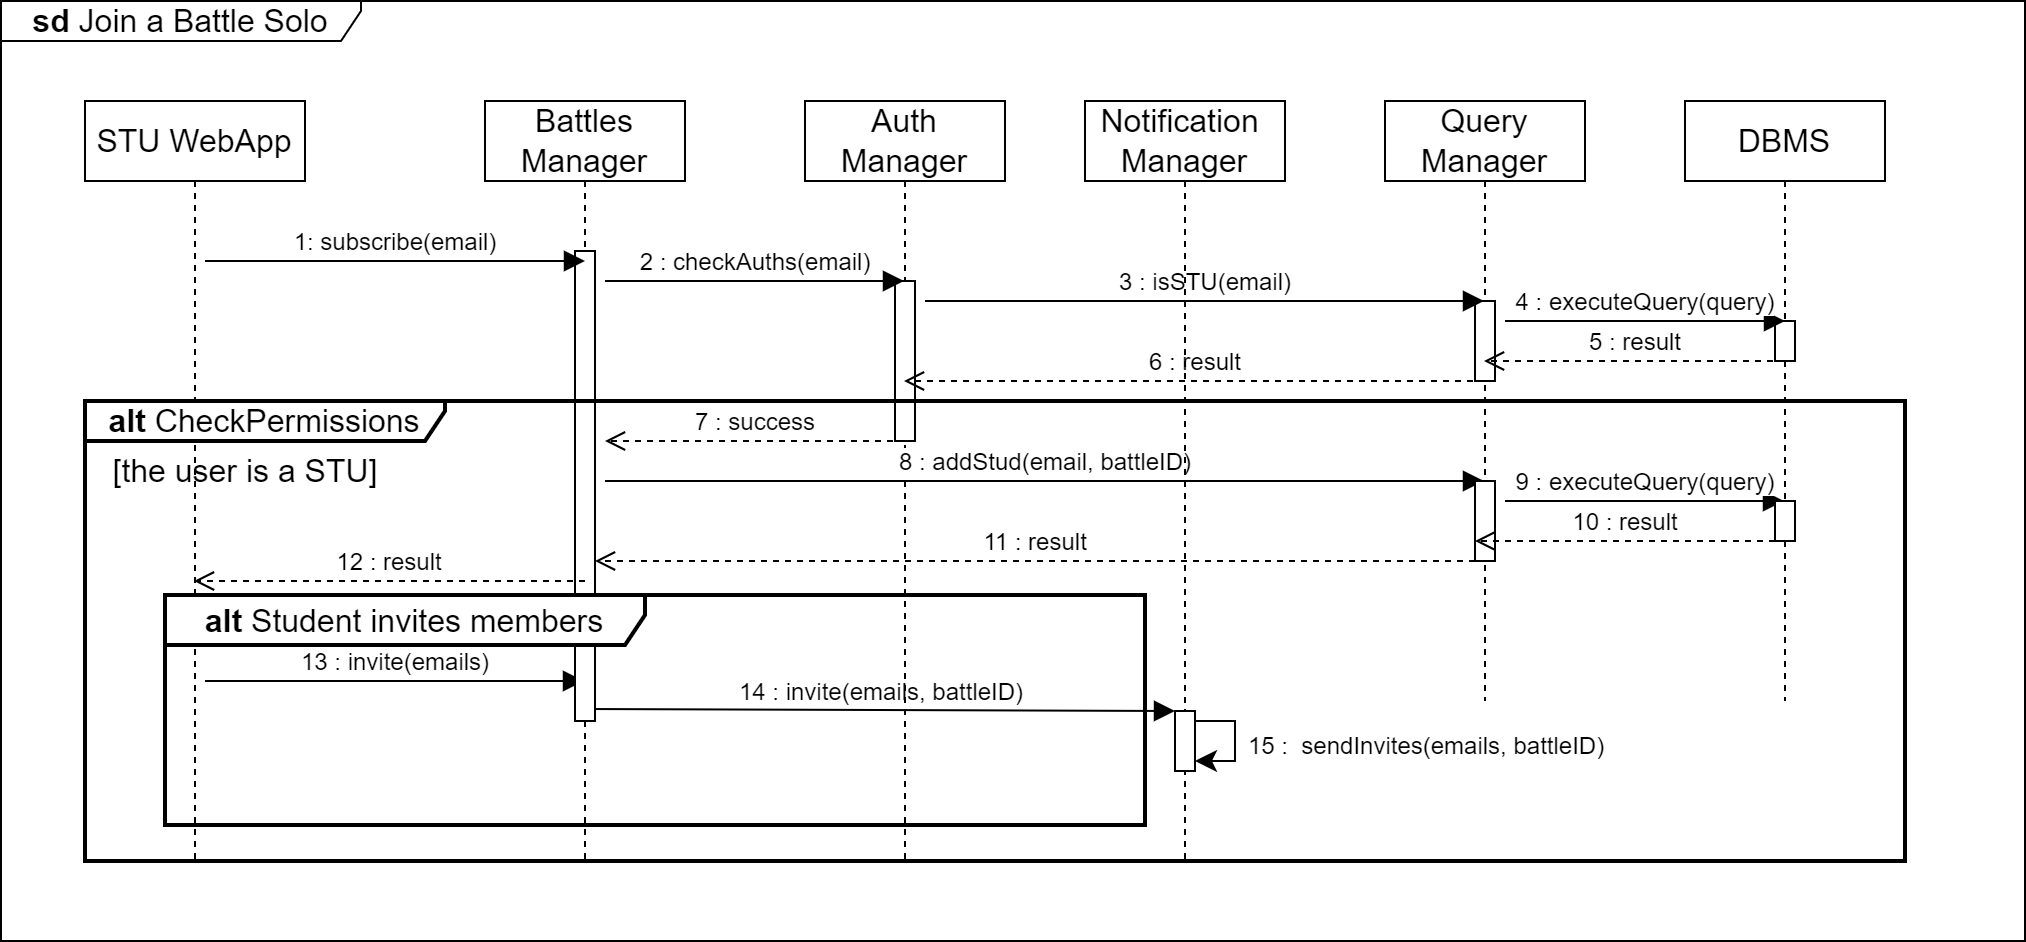 sd Join a Battle Solo
STU WebApp
Battles
Manager
Auth
Manager
Notification
Manager
Query
Manager
DBMS
1: subscribe(email)
2 : checkAuths(email)
3 : isSTU(email)
4 : executeQuery(query)
5 : result
6 : result
alt CheckPermissions
7 : success
[the user is a STU]
8 : addStud(email, battleID)
9 : executeQuery(query)
10 : result
11 : result
12 : result
alt Student invites members
13 : invite(emails)
14 : invite(emails, battleID)
15 :  sendInvites(emails, battleID)